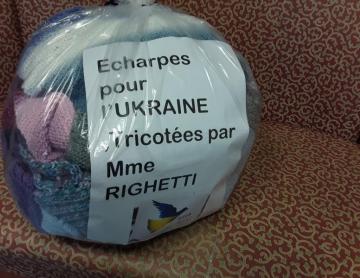 Echarpes
pour
l'UKRAINE
Tricotées par
Mme
RIGHETTI